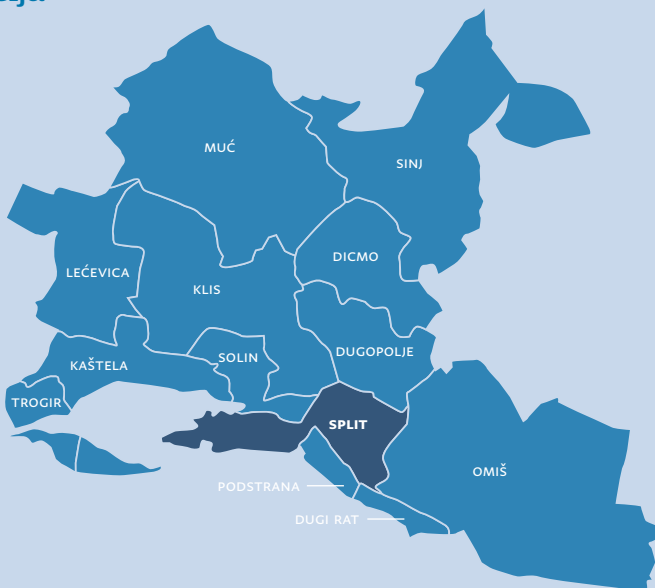 MUĆ
SINJ
DICMO
LEĆEVICA
KLIS
DUGOPOLJE
SOLIN
KAŠTELA
TROGIR
SPLIT
OMIŠ
PODSTRANA
DUGI RAT